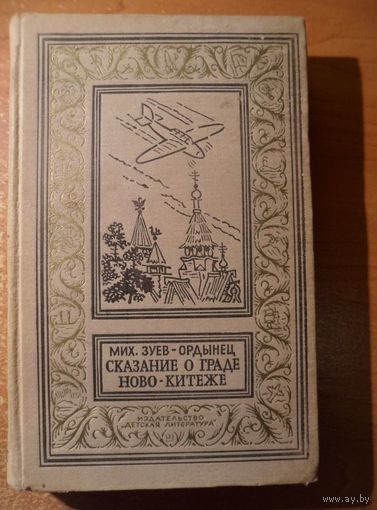 МИХ. ЗУЕВ-ОРДЫНЕЦ
СКАЗАНИЕ О ГРАДЕ
НОВО-КИТЕЖЕ
ИЗДАТЕЛЬСТВО
"ДЕТСКАЯ ЛИТЕРАТУРА"
www.ay.by